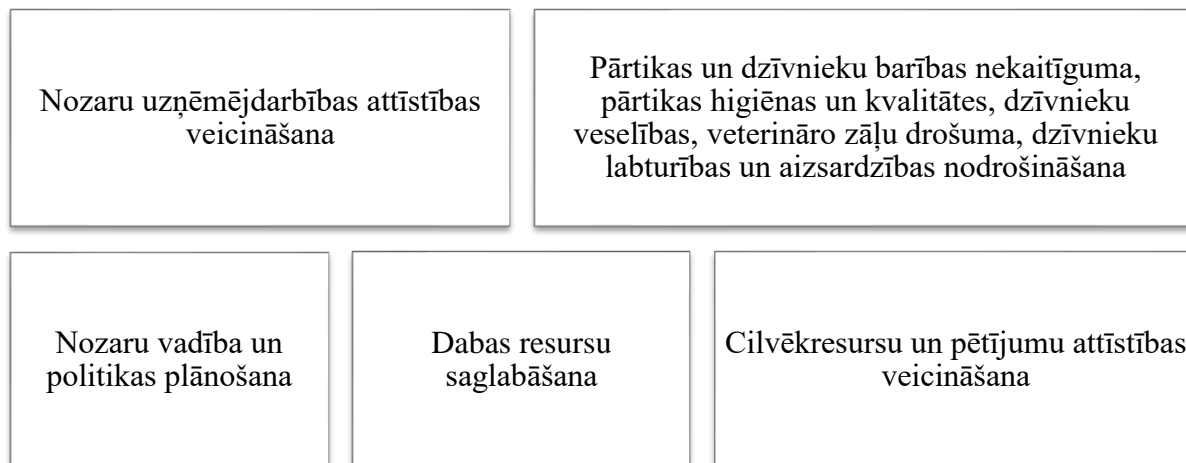 Nozaru uzņēmējdarbības attīstības
veicināšana
Pārtikas un dzīvnieku barības nekaitīguma,
pārtikas higiēnas un kvalitātes, dzīvnieku
veselības, veterināro zāļu drošuma, dzīvnieku
labturības un aizsardzības nodrošināšana
Nozaru vadība un
politikas plānošana
Dabas resursu
saglabāšana
Cilvēkresursu un pētījumu attīstības
veicināšana